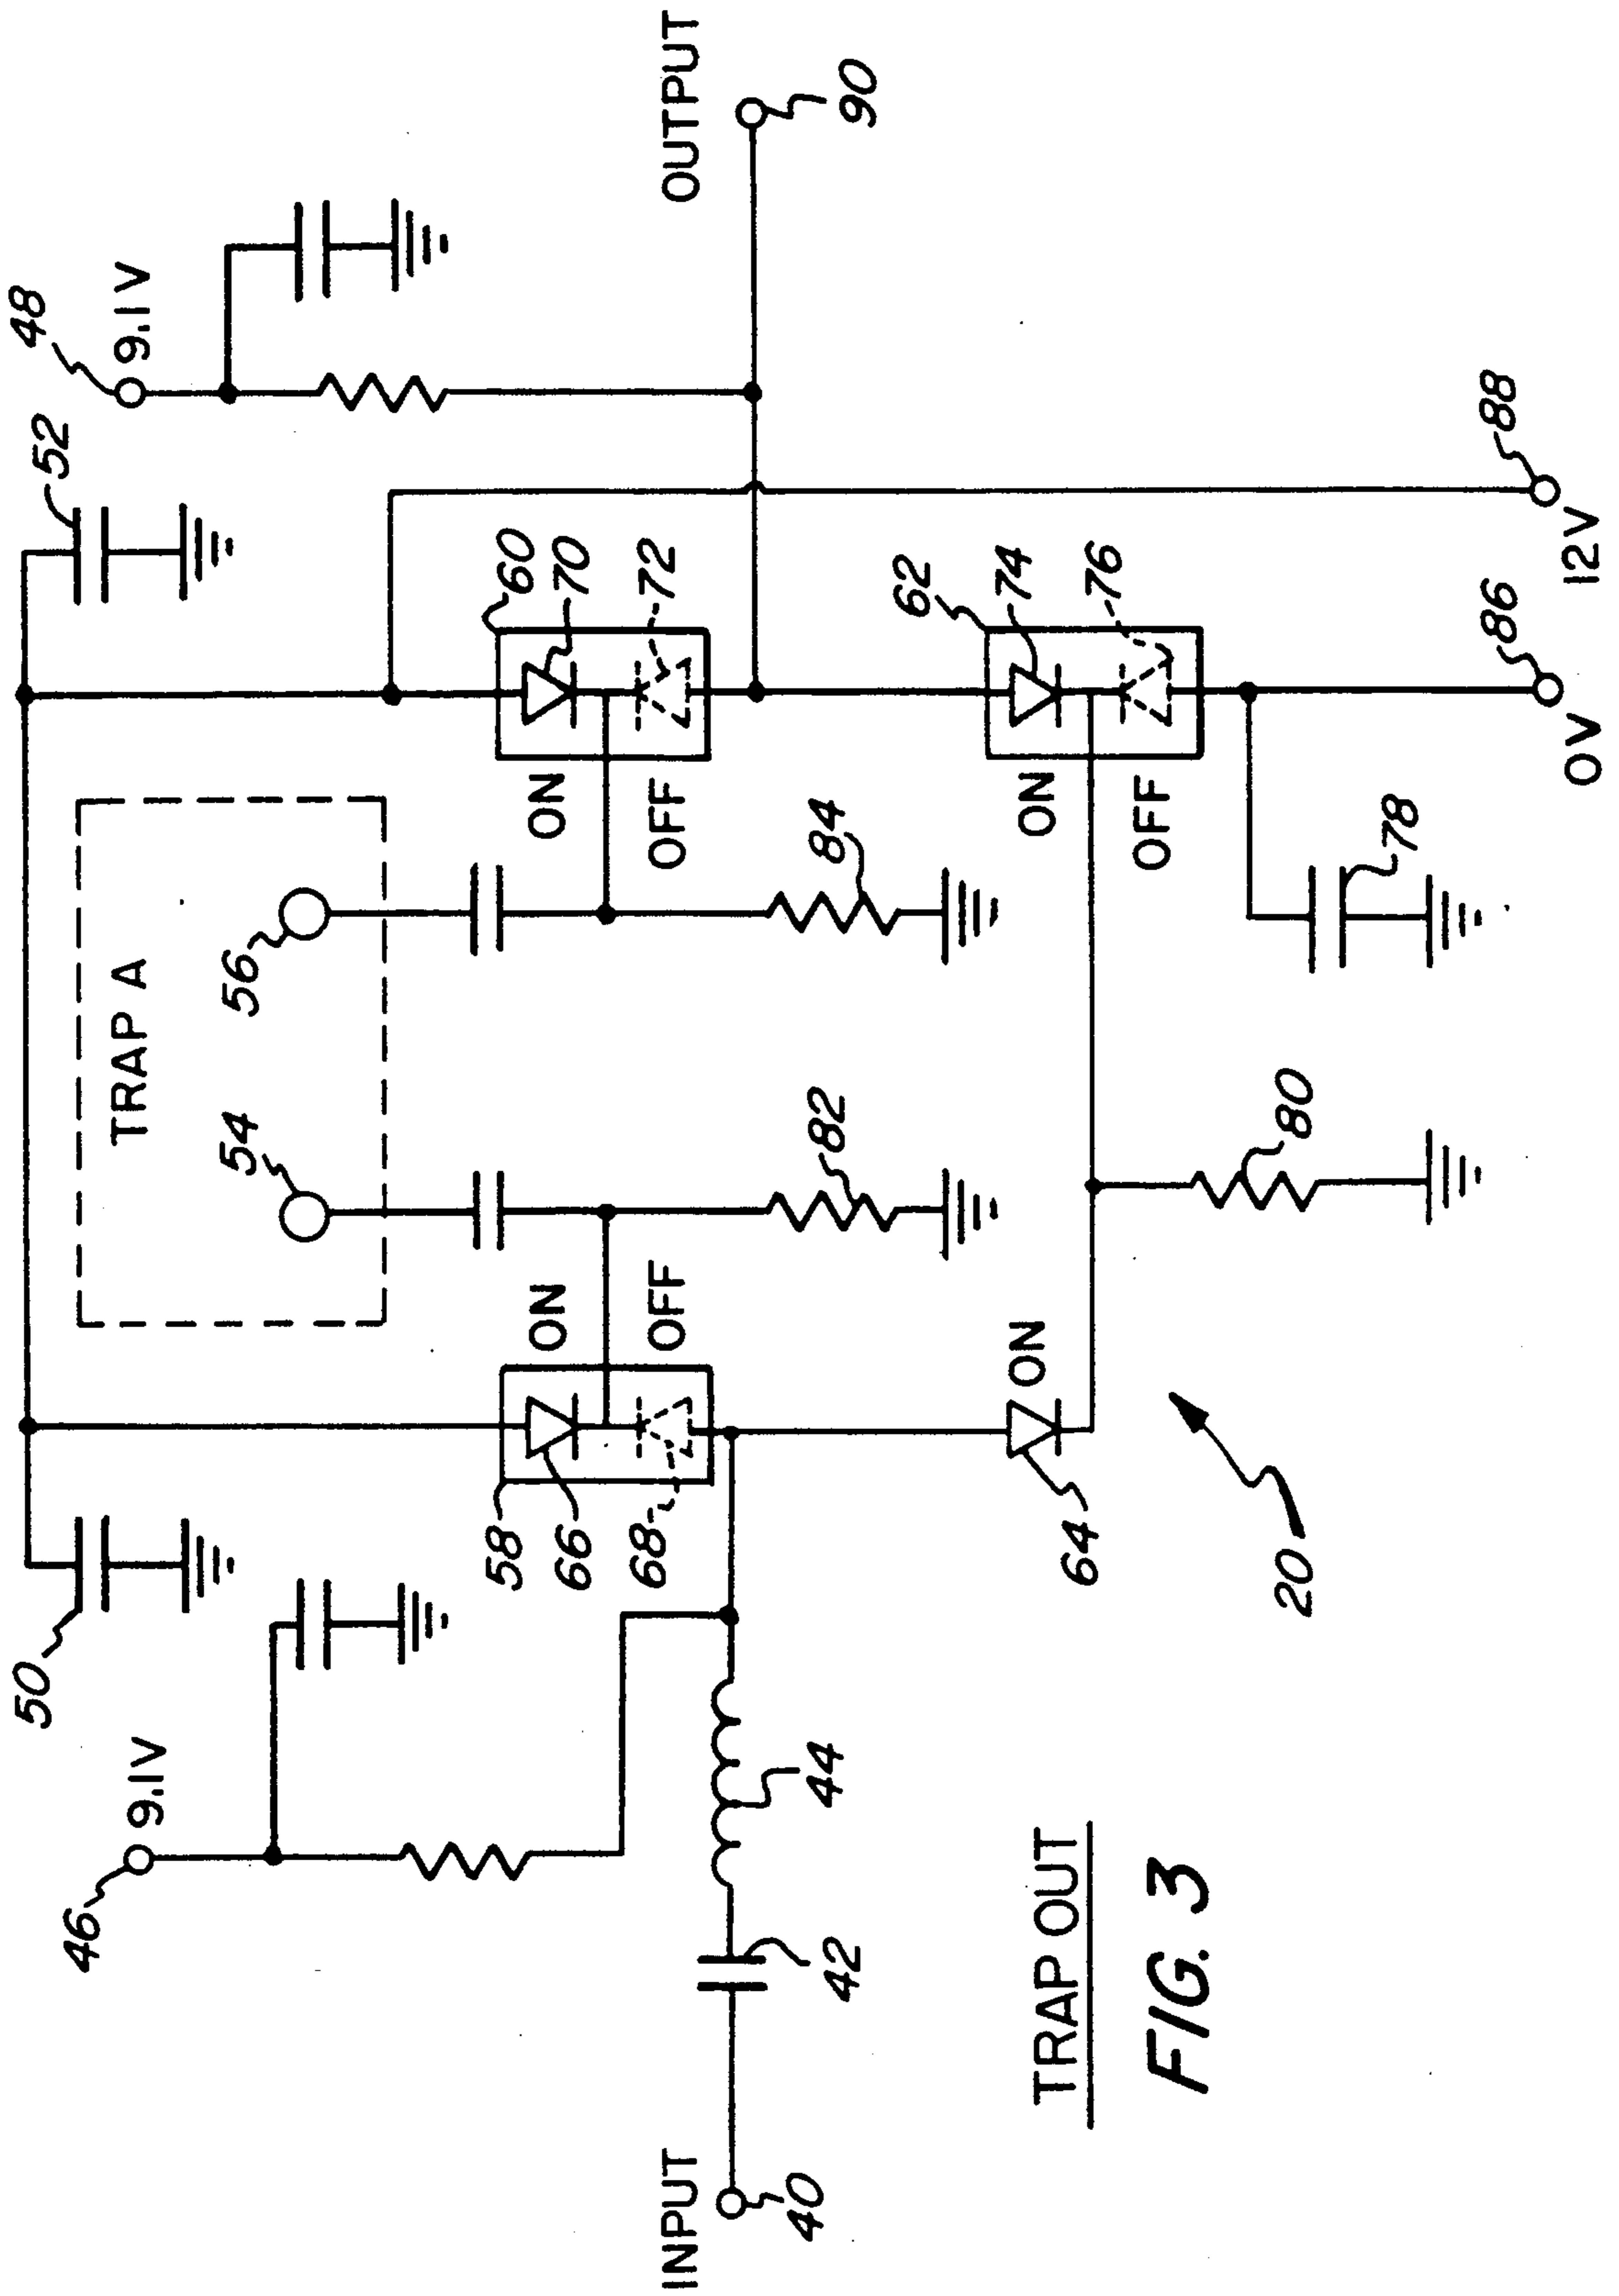 48
9.1V
52
OUTPUT
90
60
70
72
62
74
76
88
12V
86
0V
ON
OFF
ON
OFF
TRAP A
56
54
84
82
78
80
50
46
9.1V
58
66
68
ON
OFF
ON
64
20
44
42
INPUT
40
TRAP OUT
FIG. 3